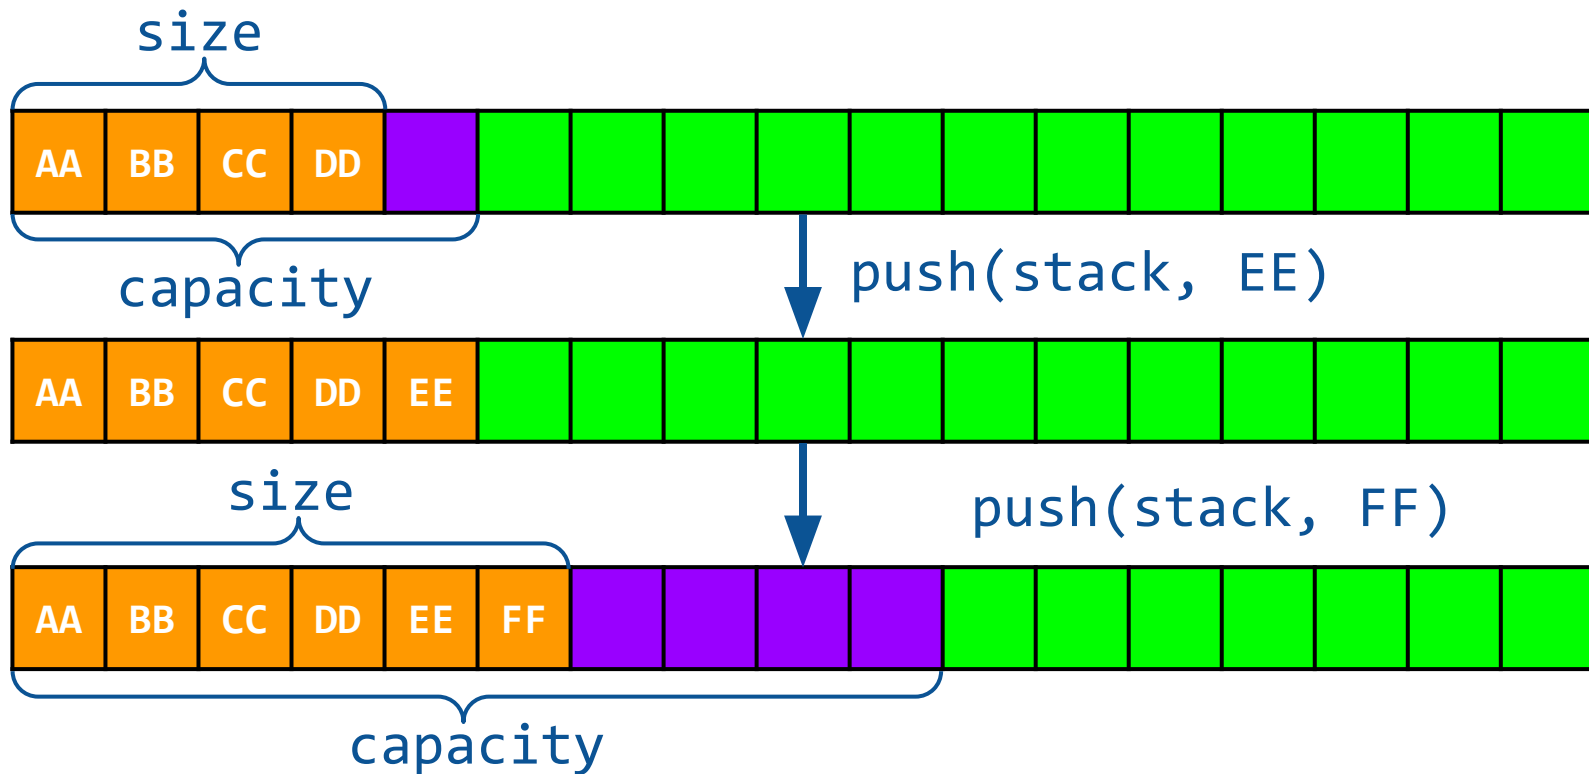 size
AA BB CC DD
capacity
push(stack, EE)
AA BB CC DD EE
size
push(stack, FF)
AA BB CC DD EE FF
capacity